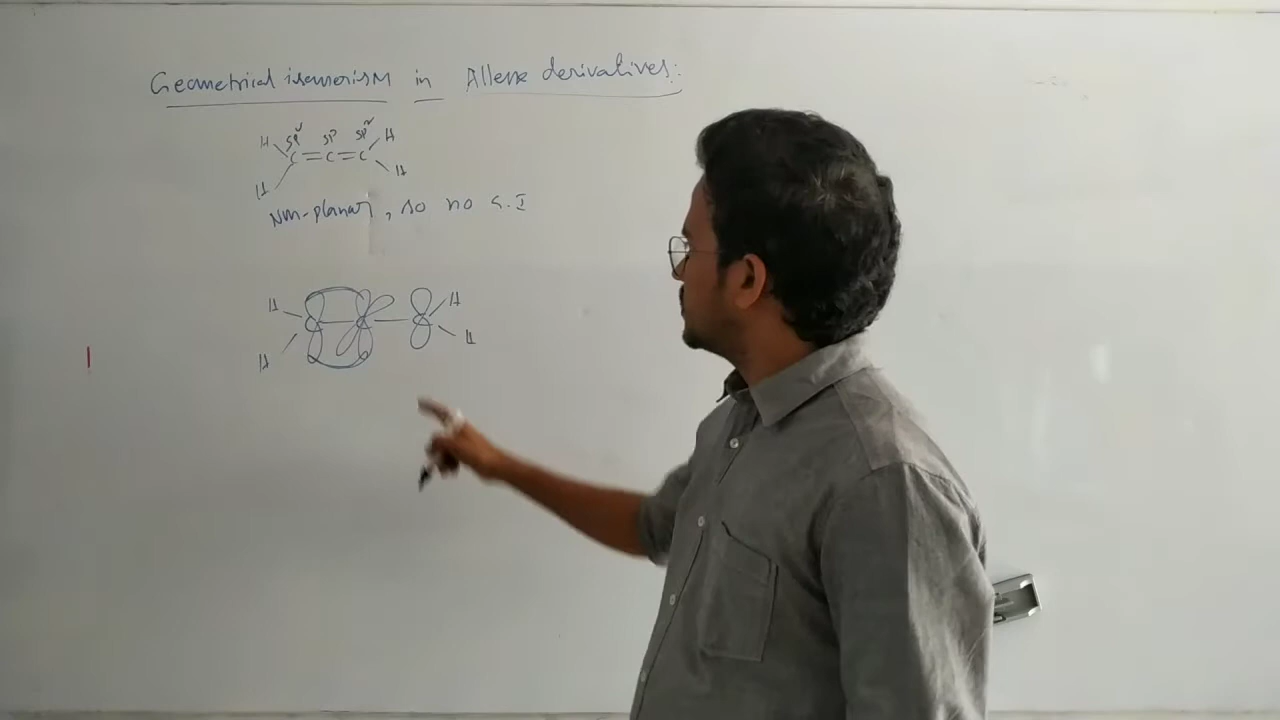 Geometrical isomerism in Allene derivatives:
H sp² sp sp² H
C=C=C
H H
Non-planar, so no G.I
H H
H H